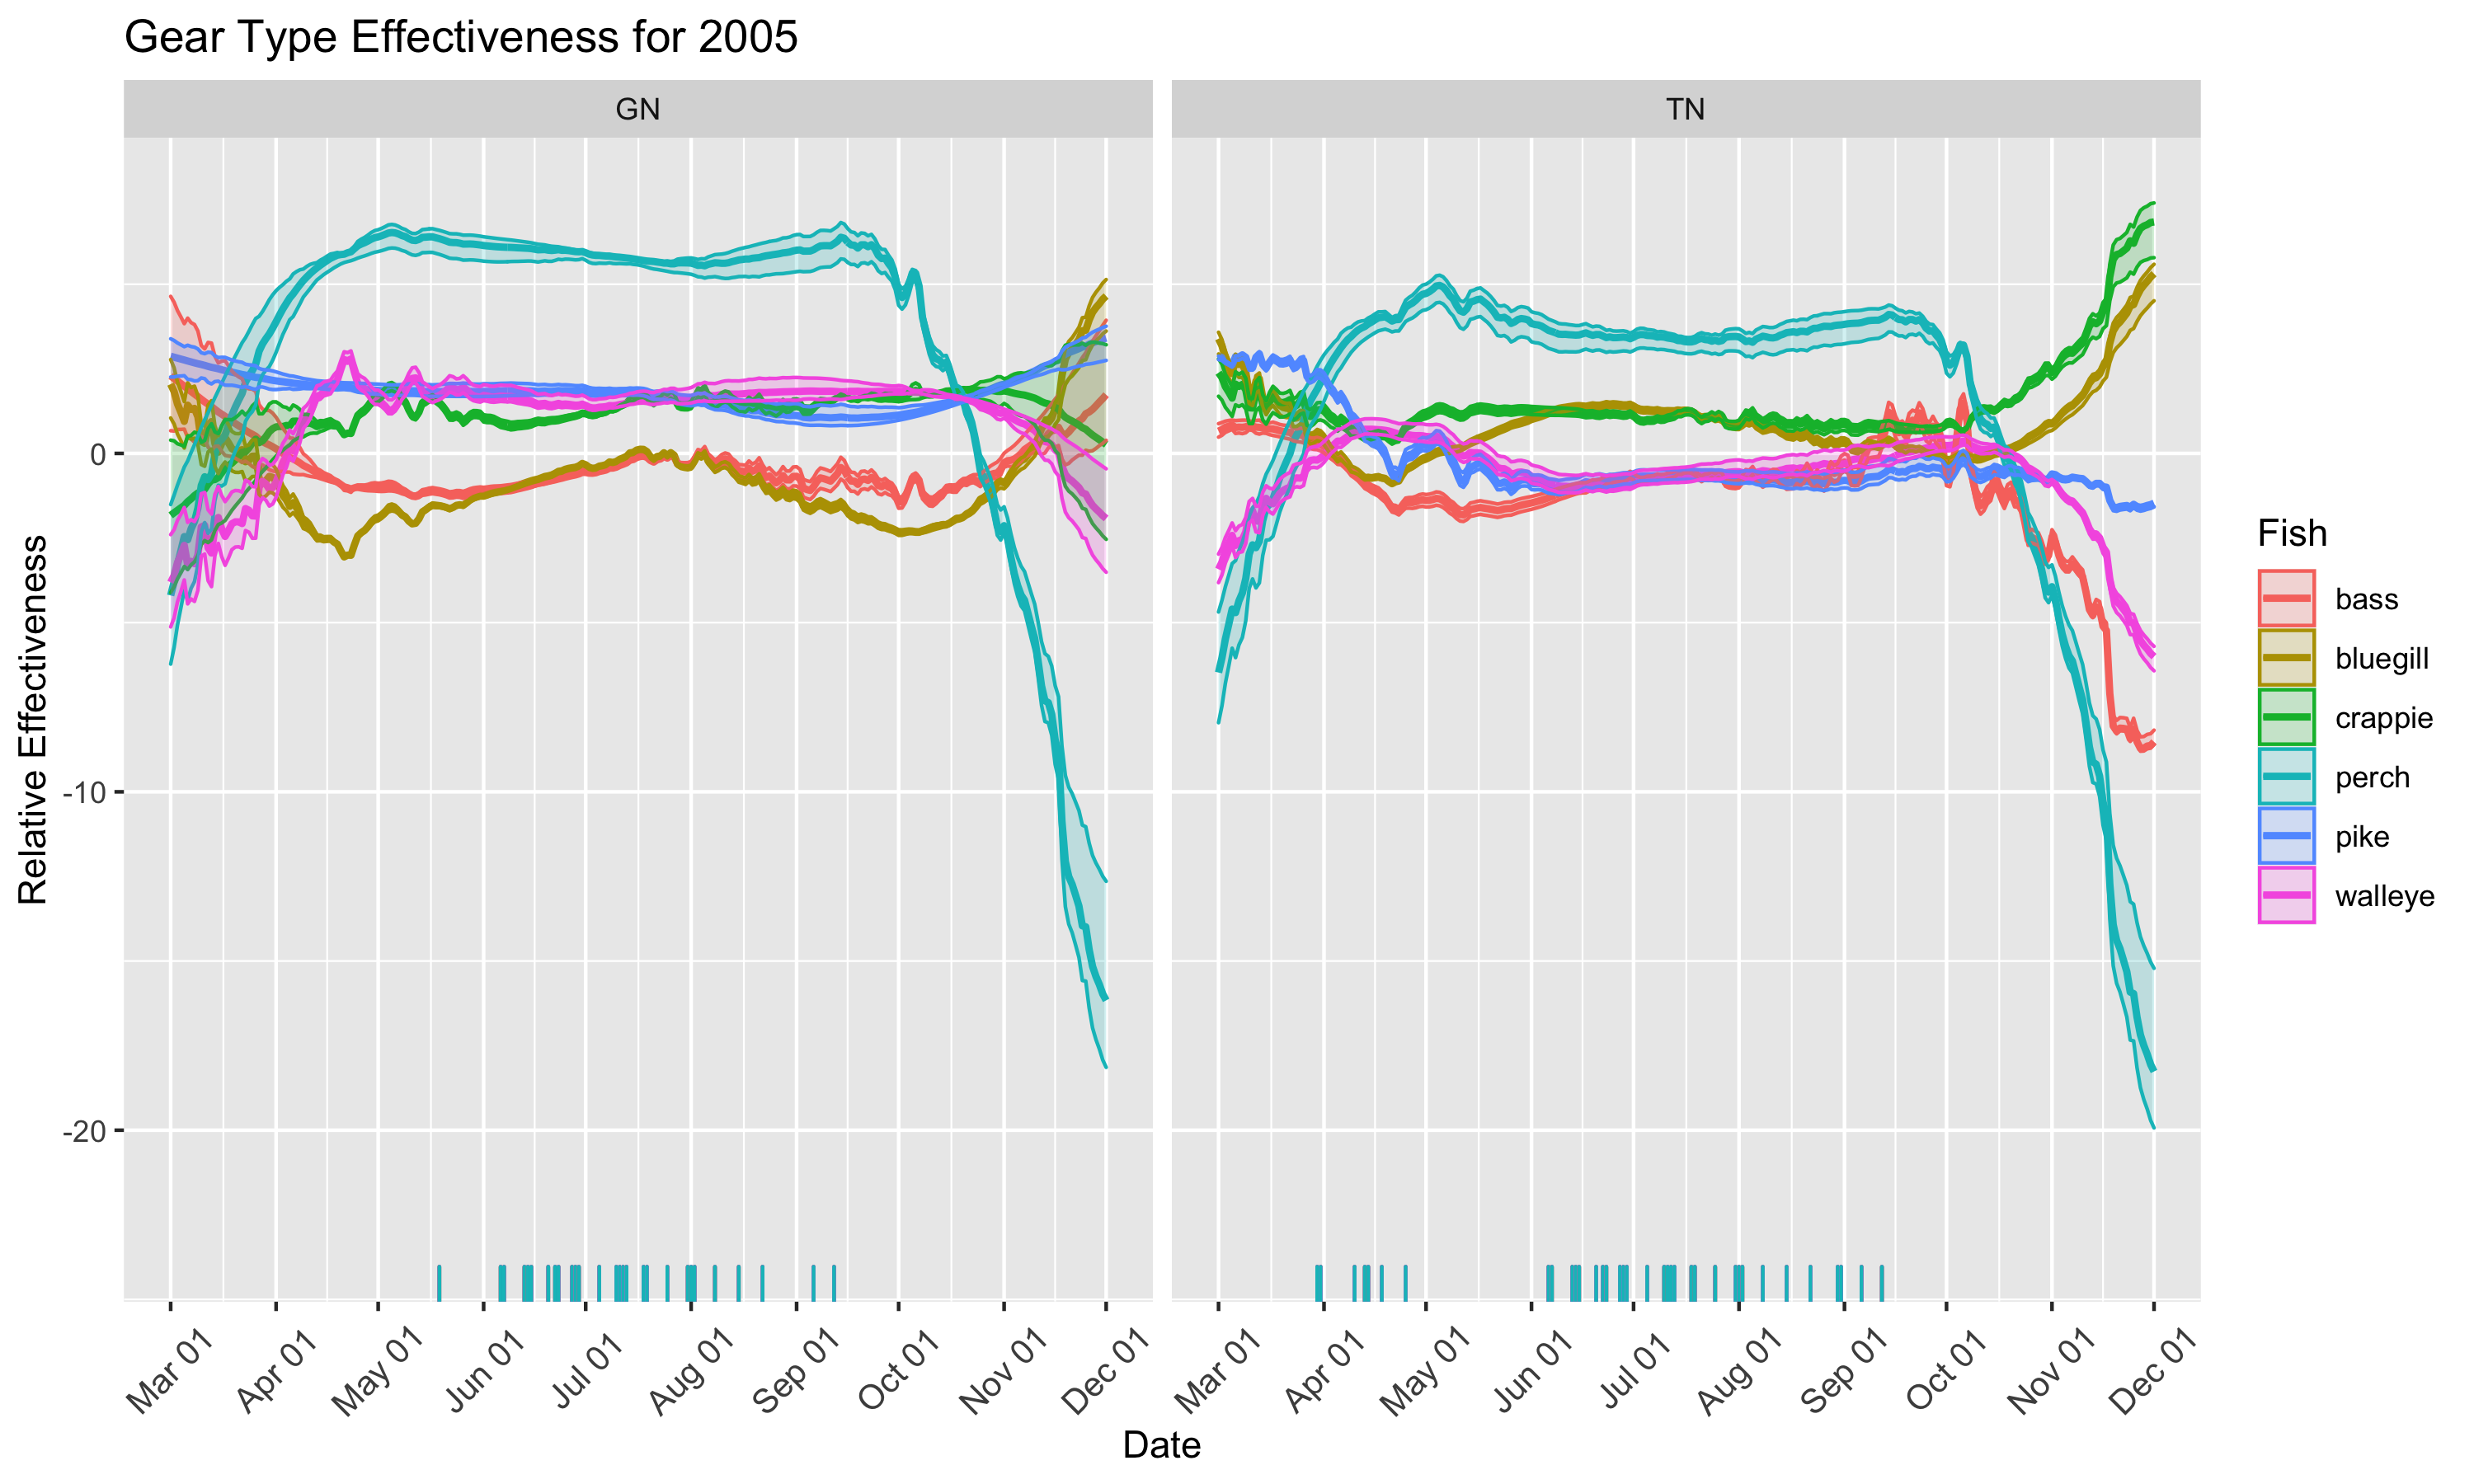 Gear Type Effectiveness for 2005
GN
TN
Relative Effectiveness
0
-10
-20
Mar 01
Apr 01
May 01
Jun 01
Jul 01
Aug 01
Sep 01
Oct 01
Nov 01
Dec 01
Mar 01
Apr 01
May 01
Jun 01
Jul 01
Aug 01
Sep 01
Oct 01
Nov 01
Dec 01
Date
Fish
bass
bluegill
crappie
perch
pike
walleye